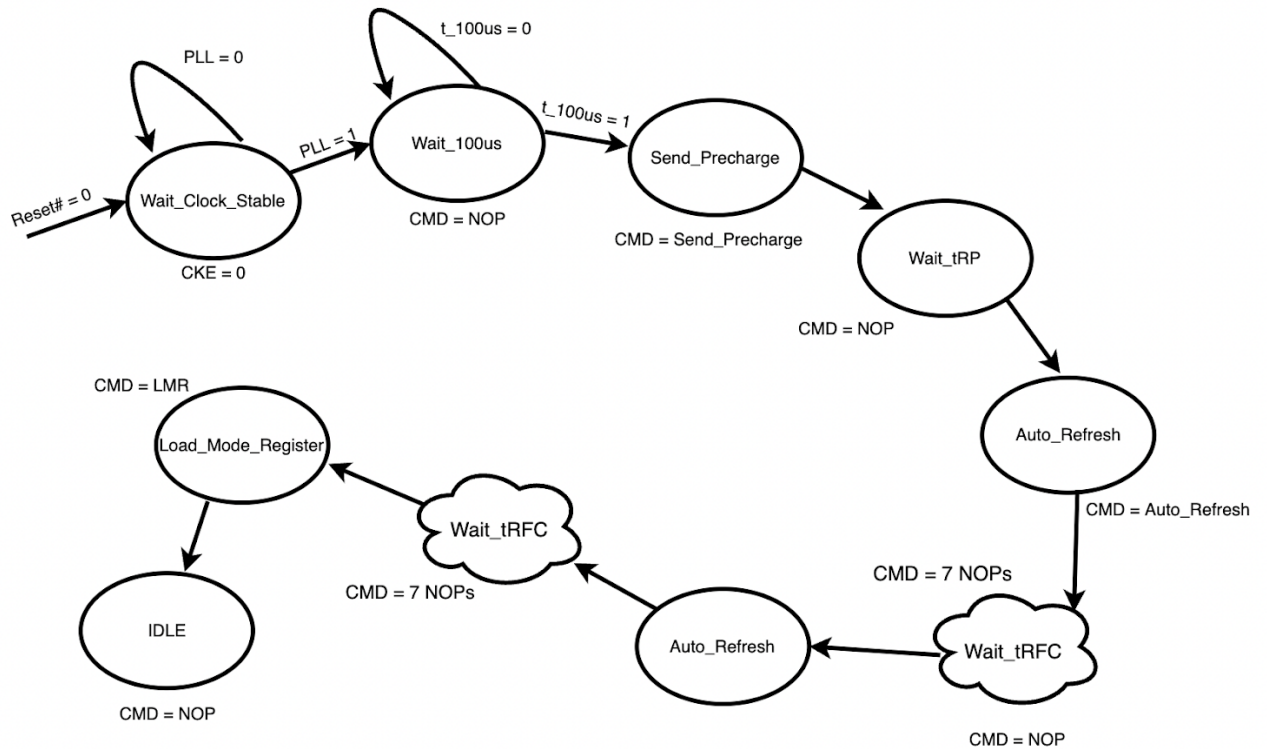 t_100us = 0
PLL = 0
t_100us = 1
PLL = 1
Wait_100us
Send_Precharge
Reset# = 0
Wait_Clock_Stable
CMD = NOP
CMD = Send_Precharge
CKE = 0
Wait_tRP
CMD = NOP
CMD = LMR
Load_Mode_Register
Auto_Refresh
CMD = Auto_Refresh
Wait_tRFC
CMD = 7 NOPs
CMD = 7 NOPs
IDLE
Auto_Refresh
Wait_tRFC
CMD = NOP
CMD = NOP